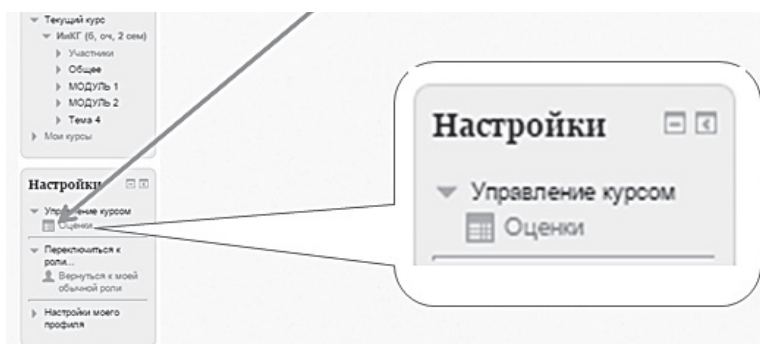 Текущий курс
ИиКГ (б, оч, 2 сем)
Участники
Общее
МОДУЛЬ 1
МОДУЛЬ 2
Тема 4
Мои курсы
Настройки
Управление курсом
Оценки
Переключиться к
роли...
Вернуться к моей
обычной роли
Настройки моего
профиля
Настройки
Управление курсом
Оценки